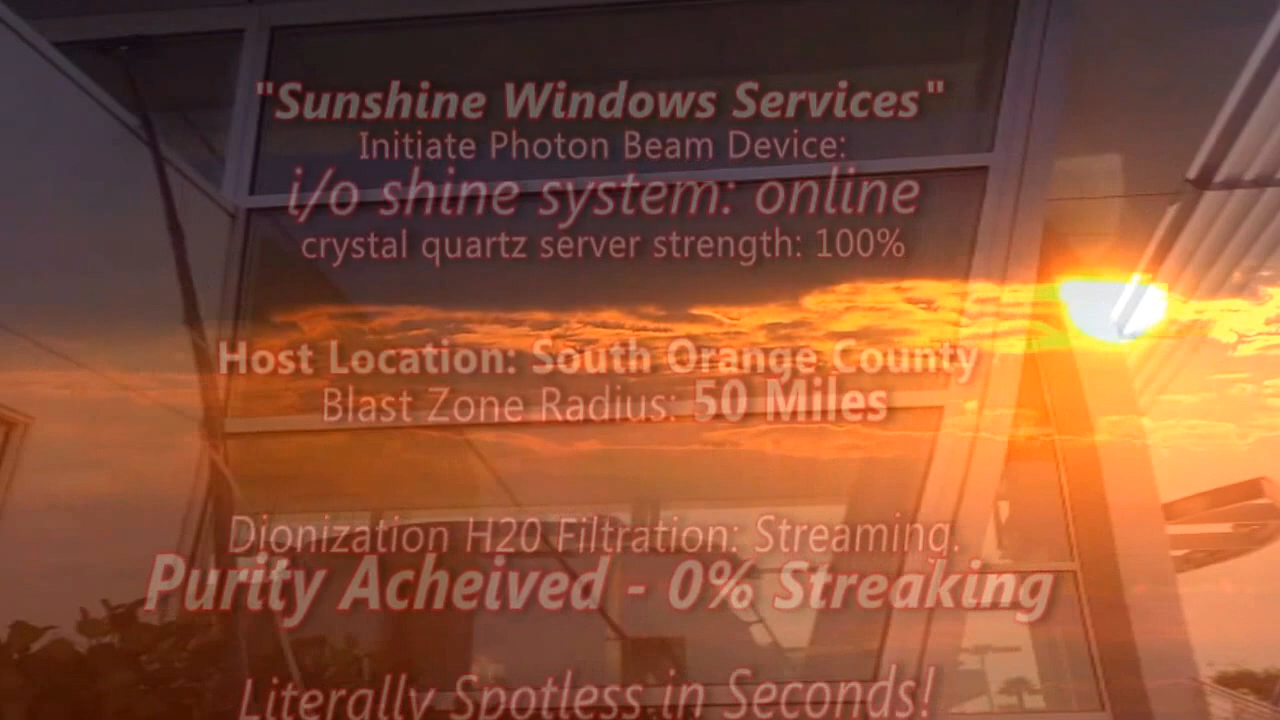 "Sunshine Windows Services"
Initiate Photon Beam Device:
i/o shine system: online
crystal quartz server strength: 100%
Host Location: South Orange County
Blast Zone Radius: 50 Miles
Dionization H20 Filtration: Streaming.
Purity Acheived - 0% Streaking
Literally Spotless in Seconds!